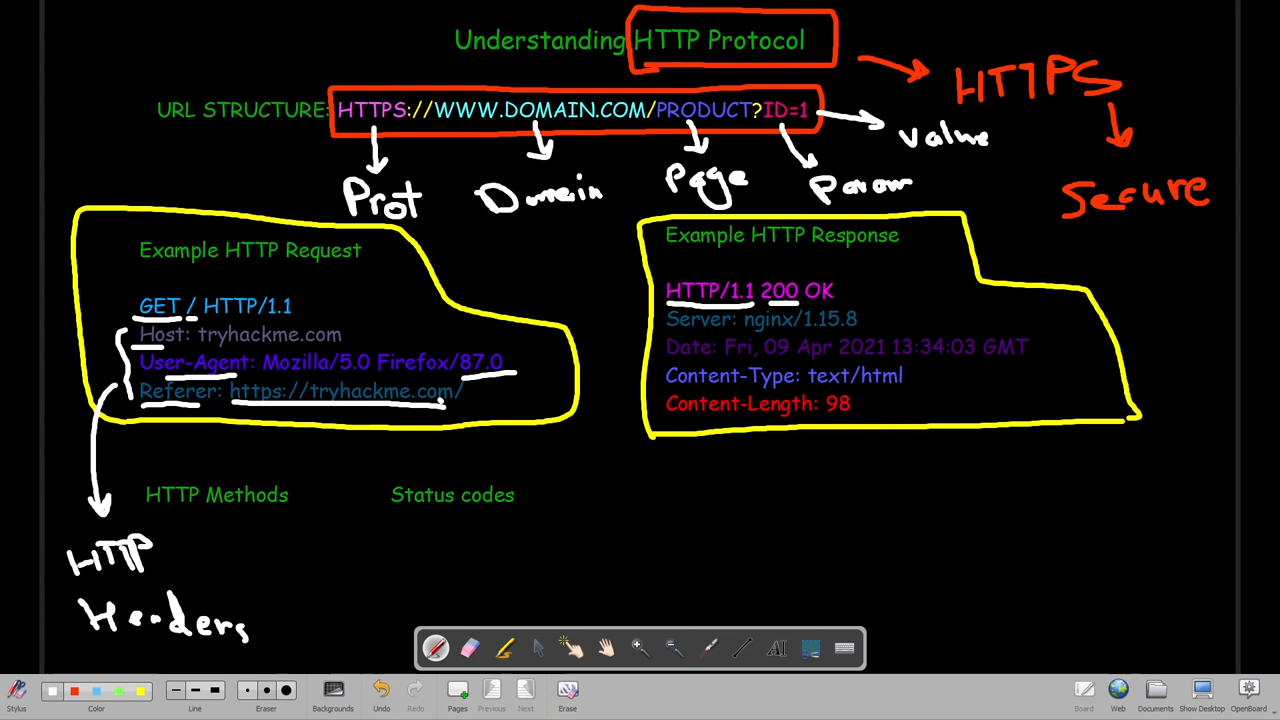 Understanding HTTP Protocol
HTTPS
URL STRUCTURE: HTTPS://WWW.DOMAIN.COM/PRODUCT?ID=1
value
Prot Domain Page Param
Secure
Example HTTP Request
GET / HTTP/1.1
Host: tryhackme.com
User-Agent: Mozilla/5.0 Firefox/87.0
Referer: https://tryhackme.com/
Example HTTP Response
HTTP/1.1 200 OK
Server: nginx/1.15.8
Date: Fri, 09 Apr 2021 13:34:03 GMT
Content-Type: text/html
Content-Length: 98
HTTP Methods Status codes
HTTP
Headers
AI
Stylus Color Line Eraser Backgrounds Undo Redo Pages Previous Next Erase Board Web Documents Show Desktop OpenBoard